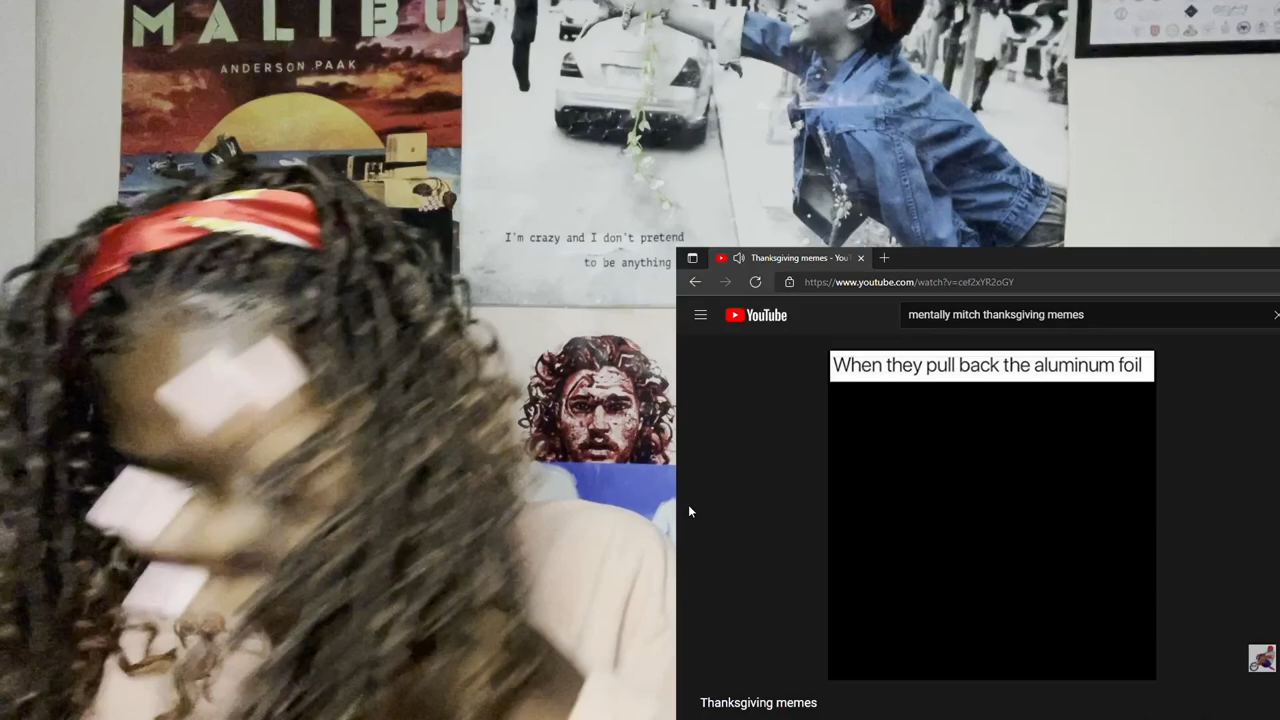 MALIBU
ANDERSON .PAAK
I'm crazy and I don't pretend
to be anything
Thanksgiving memes - YouT
https://www.youtube.com/watch?v=cef2xYR2oGY
YouTube
mentally mitch thanksgiving memes
When they pull back the aluminum foil
Thanksgiving memes